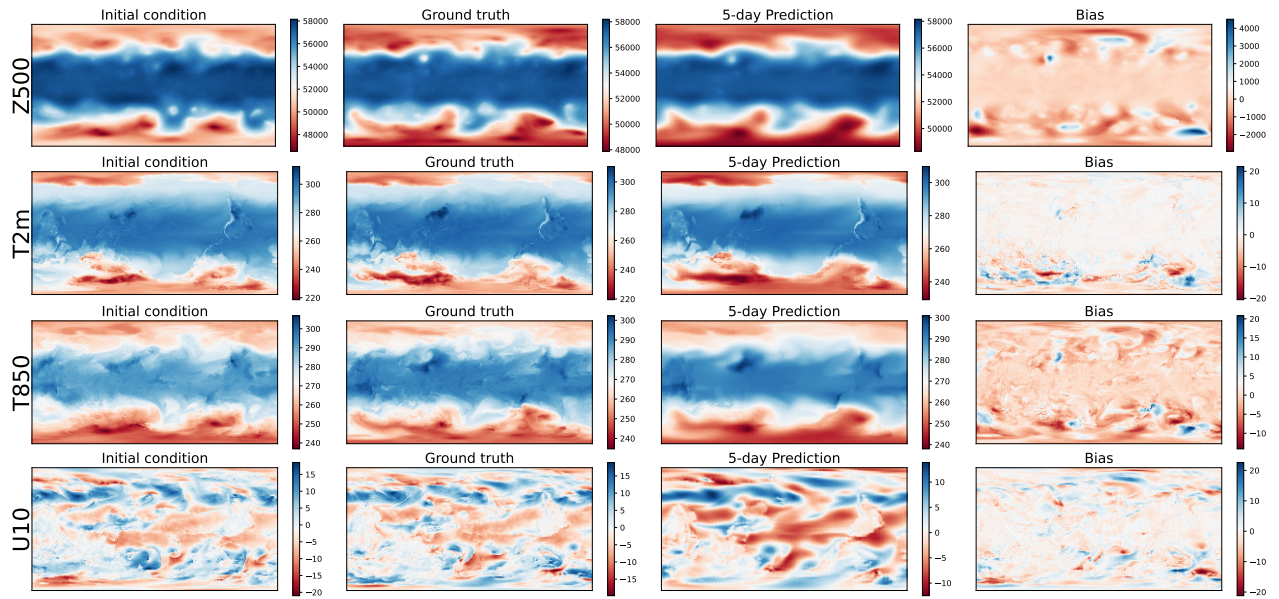 Initial condition Ground truth 5-day Prediction Bias
Z500
58000 56000 54000 52000 50000 48000
58000 56000 54000 52000 50000 48000
58000 56000 54000 52000 50000
4000 3000 2000 1000 0 −1000 −2000
Initial condition Ground truth 5-day Prediction Bias
T2m
300 280 260 240 220
300 280 260 240 220
300 280 260 240
20 10 0 −10 −20
Initial condition Ground truth 5-day Prediction Bias
T850
300 290 280 270 260 250 240
300 290 280 270 260 250 240
300 290 280 270 260 250 240
20 15 10 5 0 −5 −10
Initial condition Ground truth 5-day Prediction Bias
U10
15 10 5 0 −5 −10 −15 −20
15 10 5 0 −5 −10 −15
10 5 0 −5 −10
20 10 0 −10 −20